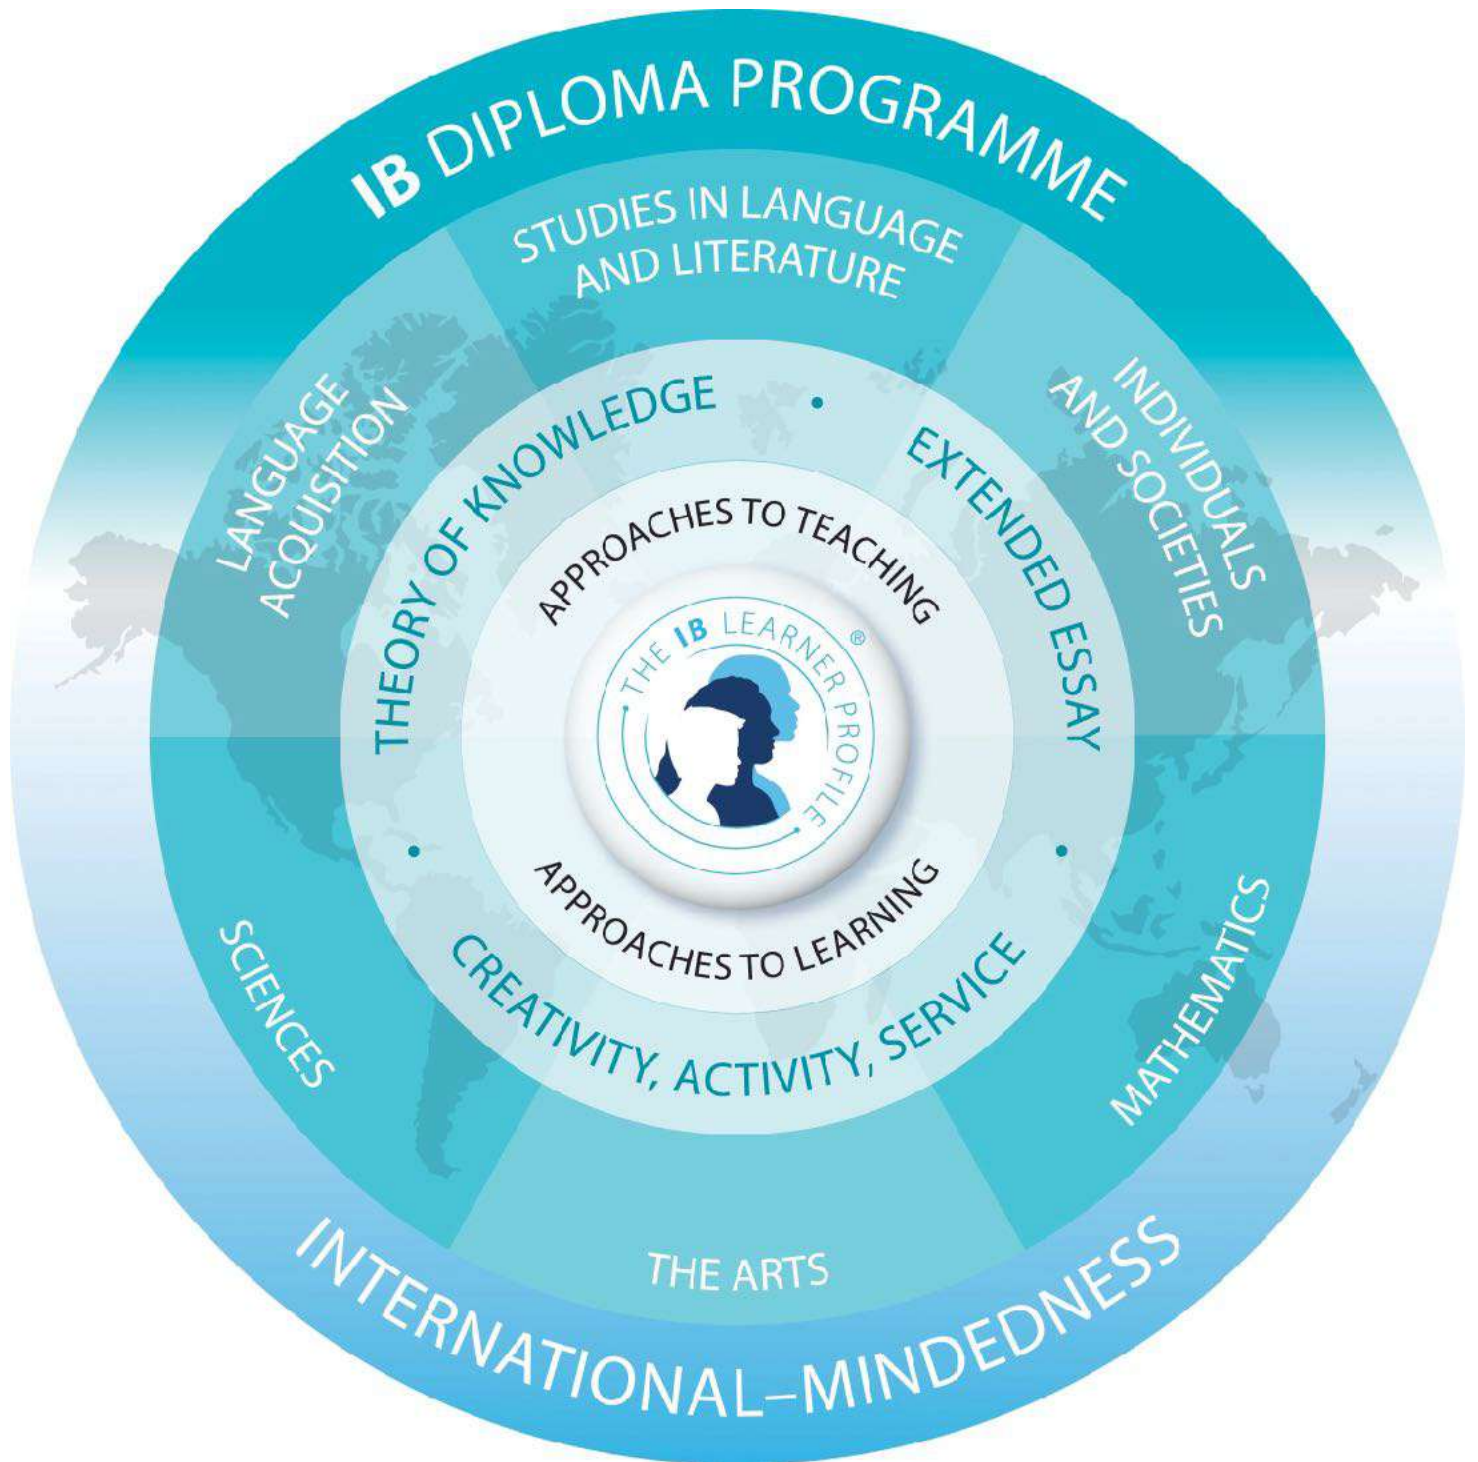 IB DIPLOMA PROGRAMME
STUDIES IN LANGUAGE
AND LITERATURE
LANGUAGE
ACQUISITION
INDIVIDUALS
AND SOCIETIES
THEORY OF KNOWLEDGE
•
EXTENDED ESSAY
APPROACHES TO TEACHING
THE IB LEARNER PROFILE ®
APPROACHES TO LEARNING
•
CREATIVITY, ACTIVITY, SERVICE
•
SCIENCES
MATHEMATICS
THE ARTS
INTERNATIONAL–MINDEDNESS